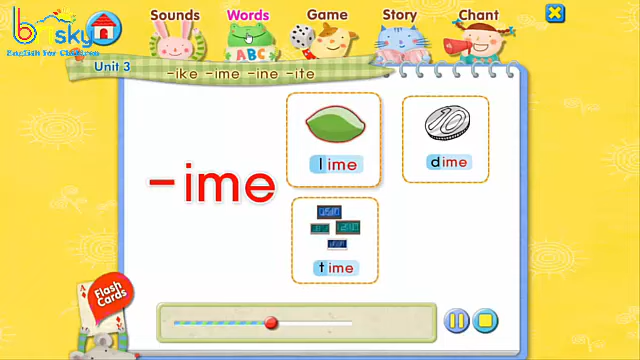 Sounds Words Game Story Chant
bitsky
English For Children
ABC
Unit 3
-ike -ime -ine -ite
-ime
lime
10
dime
time
Flash
Cards
A